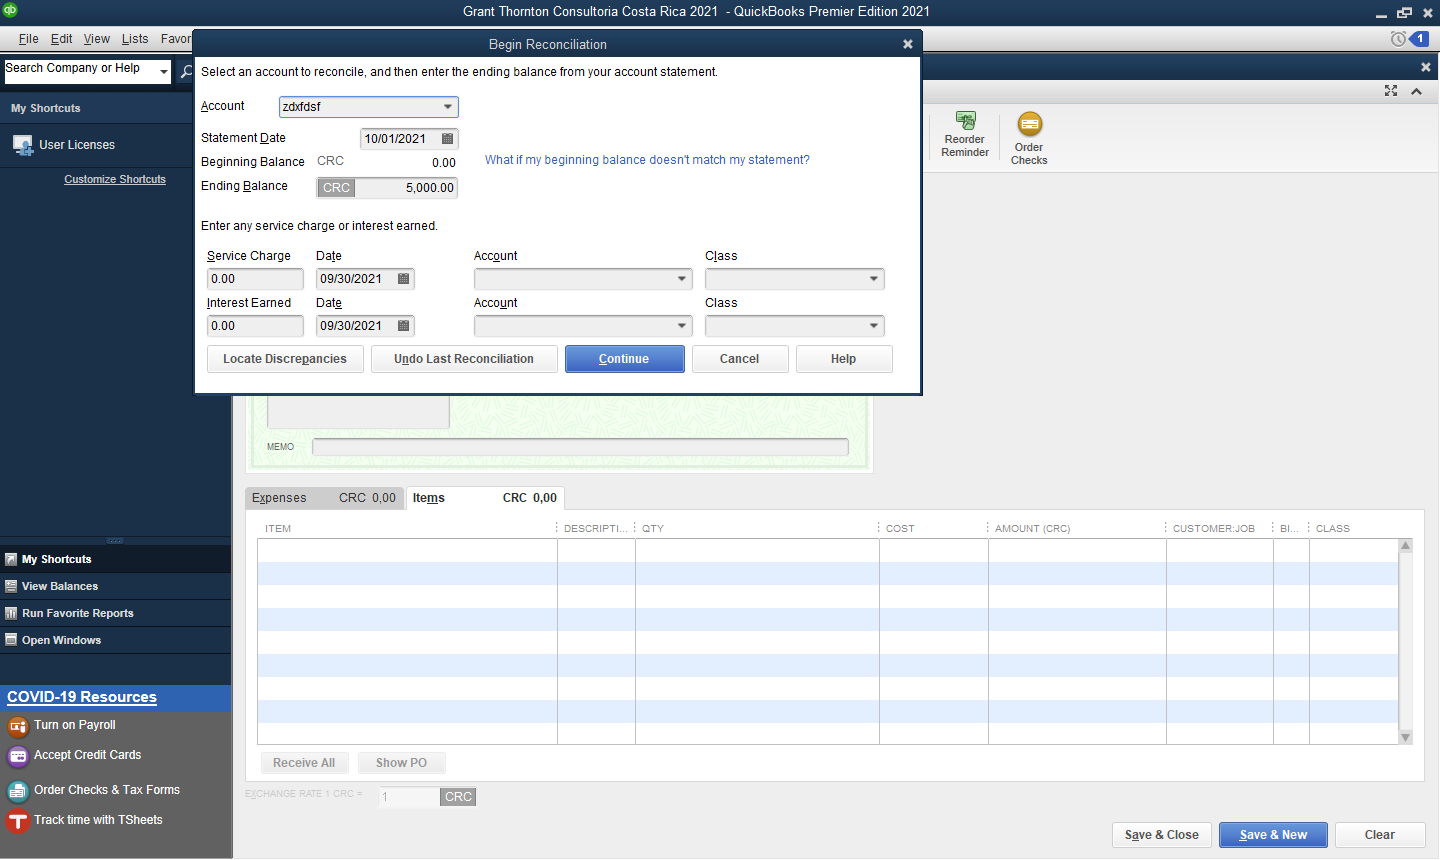 qb
Grant Thornton Consultoria Costa Rica 2021 - QuickBooks Premier Edition 2021
File Edit View Lists Favor
1
Begin Reconciliation
Search Company or Help
Select an account to reconcile, and then enter the ending balance from your account statement.
Account zdxfdsf
Statement Date 10/01/2021
Beginning Balance CRC 0.00 What if my beginning balance doesn't match my statement?
Ending Balance CRC 5,000.00
Enter any service charge or interest earned.
Service Charge Date Account Class
0.00 09/30/2021
Interest Earned Date Account Class
0.00 09/30/2021
Locate Discrepancies Undo Last Reconciliation Continue Cancel Help
My Shortcuts
User Licenses
Customize Shortcuts
Reorder
Reminder
Order
Checks
MEMO
Expenses CRC 0,00 Items CRC 0,00
ITEM DESCRIPTI... QTY COST AMOUNT (CRC) CUSTOMER:JOB BI... CLASS
My Shortcuts
View Balances
Run Favorite Reports
Open Windows
COVID-19 Resources
Turn on Payroll
Accept Credit Cards
Order Checks & Tax Forms
Track time with TSheets
Receive All Show PO
EXCHANGE RATE 1 CRC = 1 CRC
Save & Close Save & New Clear